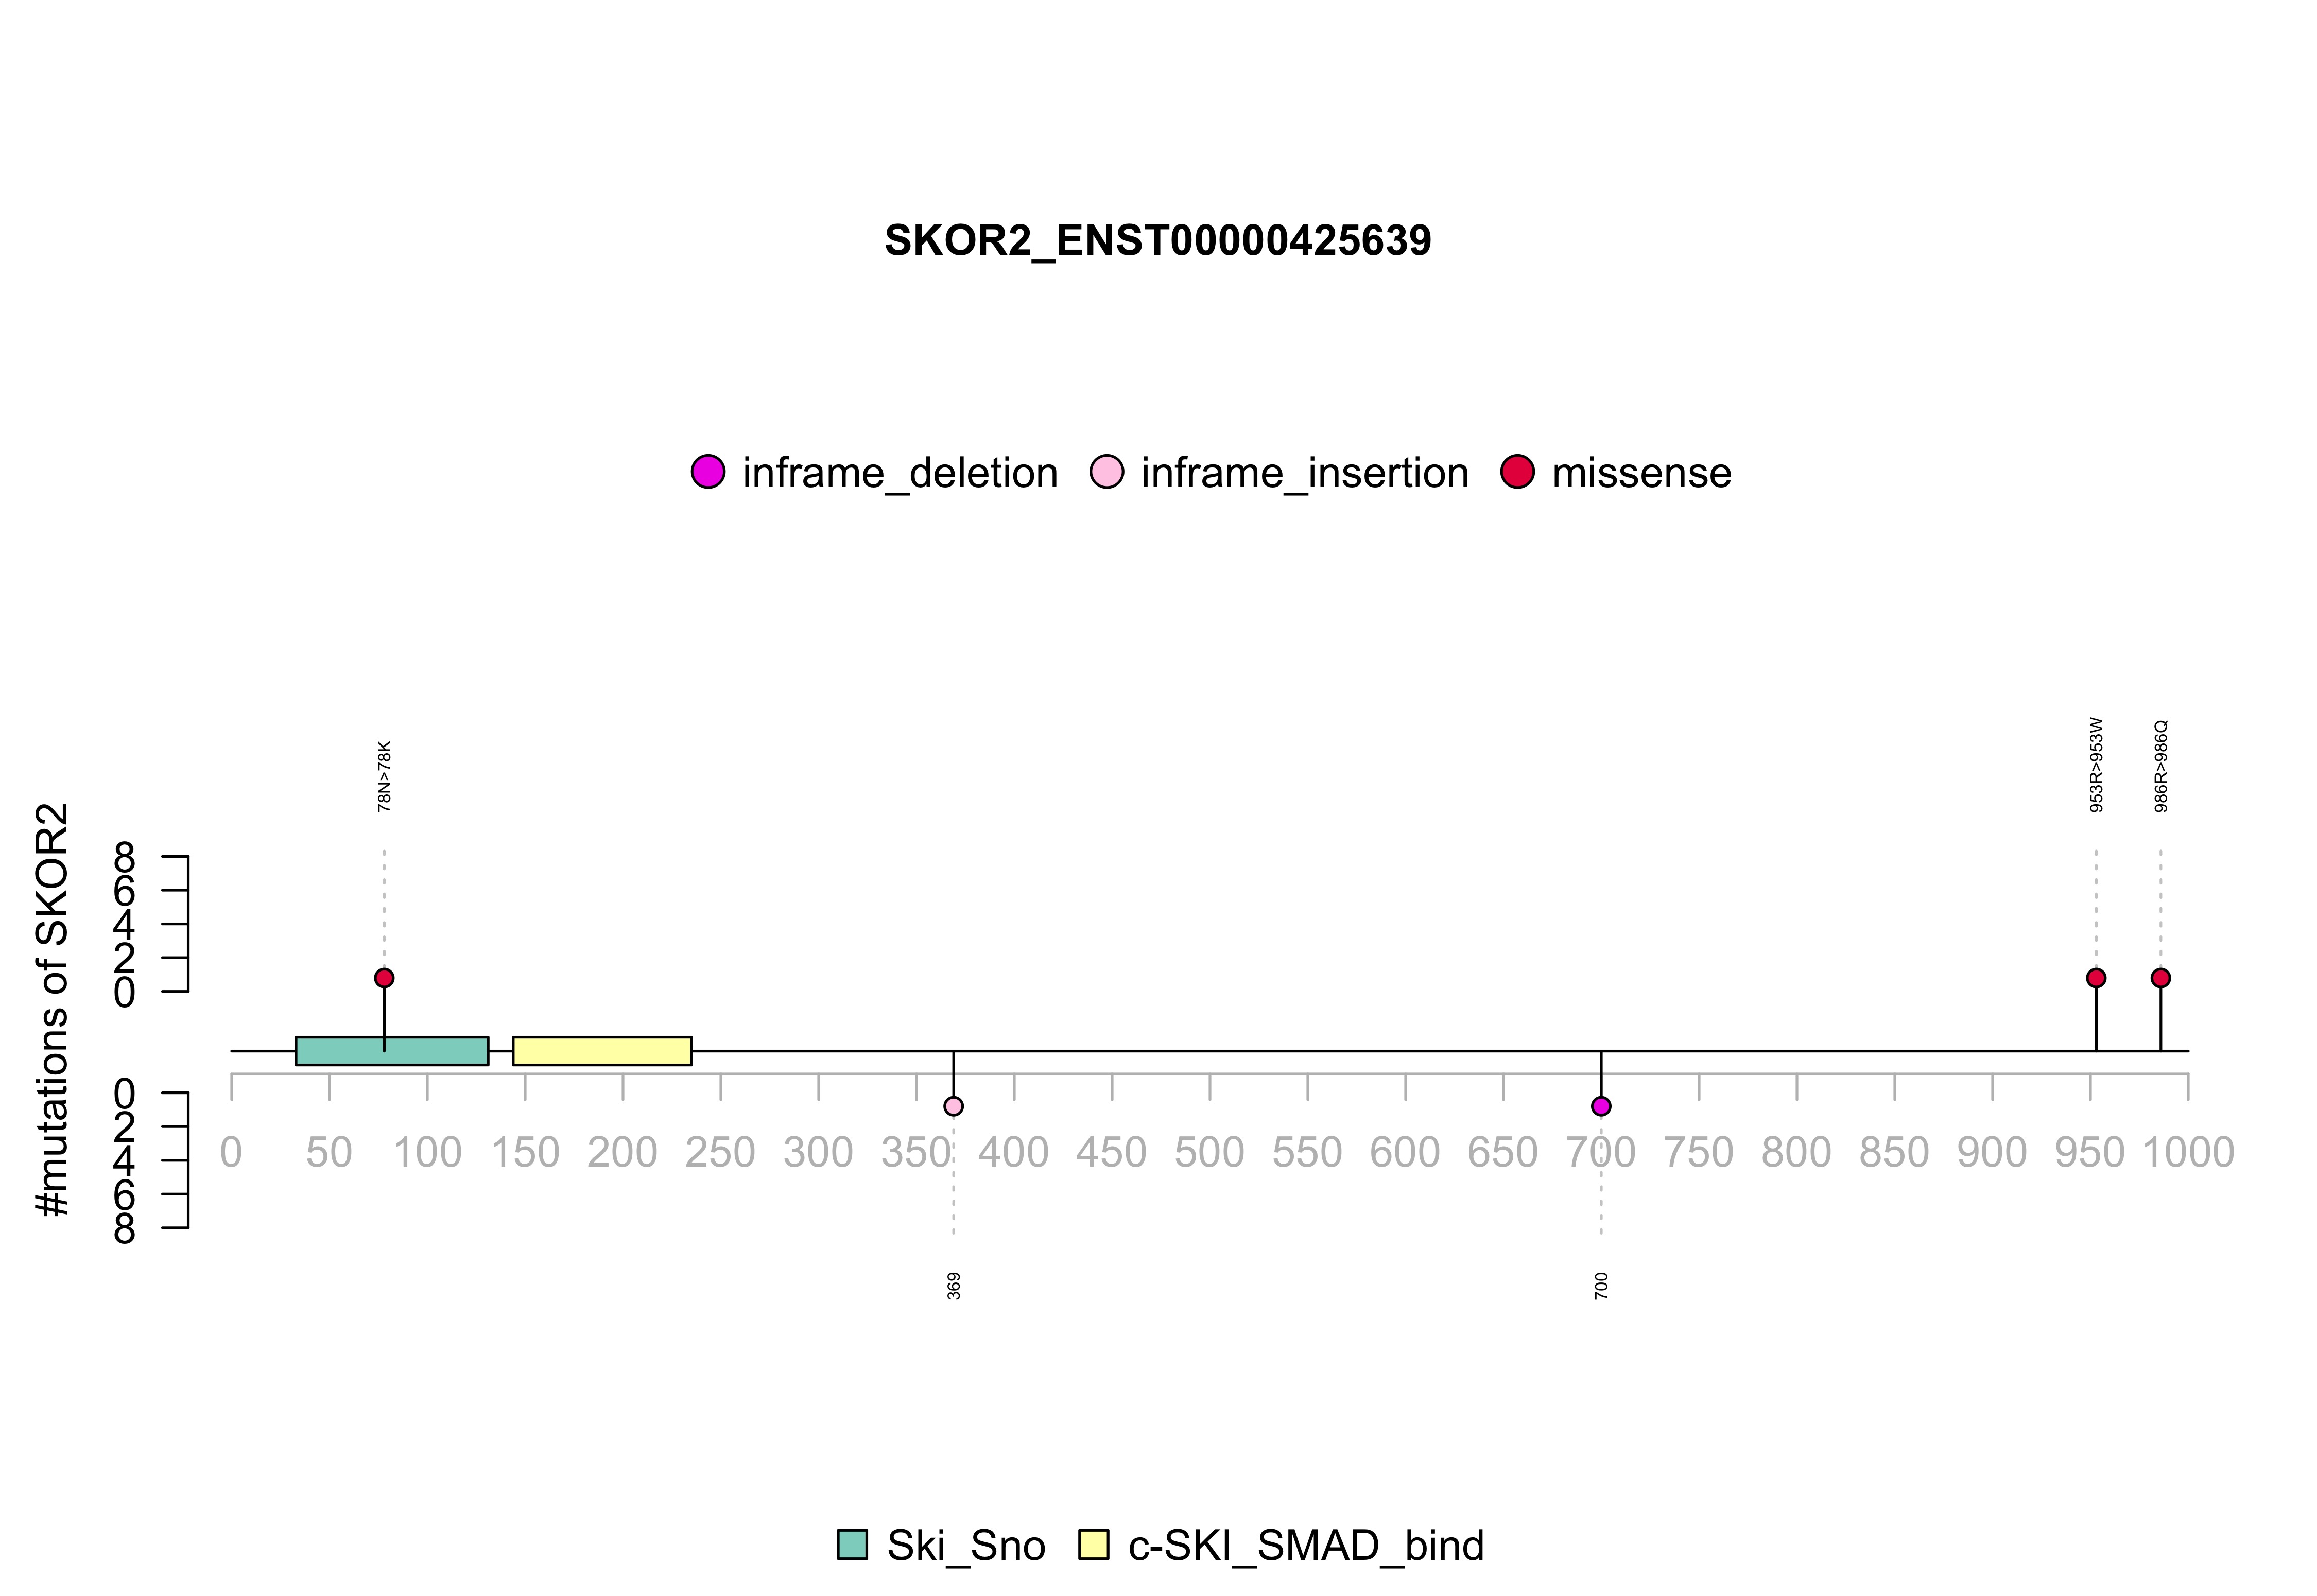 SKOR2_ENST00000425639
inframe_deletion inframe_insertion missense
78N>78K
953R>953W
986R>986Q
#mutations of SKOR2
8
6
4
2
0
0
2
4
6
8
0 50 100 150 200 250 300 350 400 450 500 550 600 650 700 750 800 850 900 950 1000
369
700
Ski_Sno c-SKI_SMAD_bind